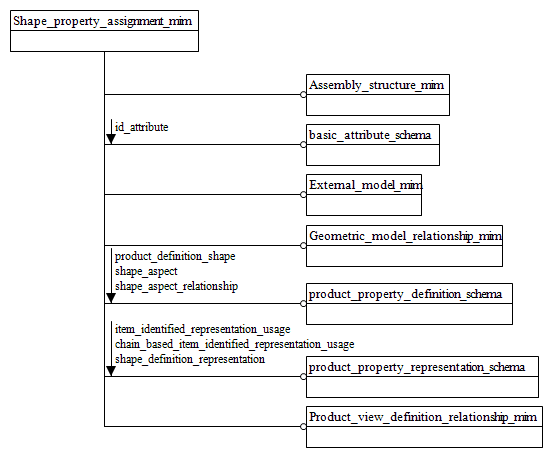 Shape_property_assignment_mim
Assembly_structure_mim
id_attribute
basic_attribute_schema
External_model_mim
Geometric_model_relationship_mim
product_definition_shape
shape_aspect
shape_aspect_relationship
product_property_definition_schema
item_identified_representation_usage
chain_based_item_identified_representation_usage
shape_definition_representation
product_property_representation_schema
Product_view_definition_relationship_mim